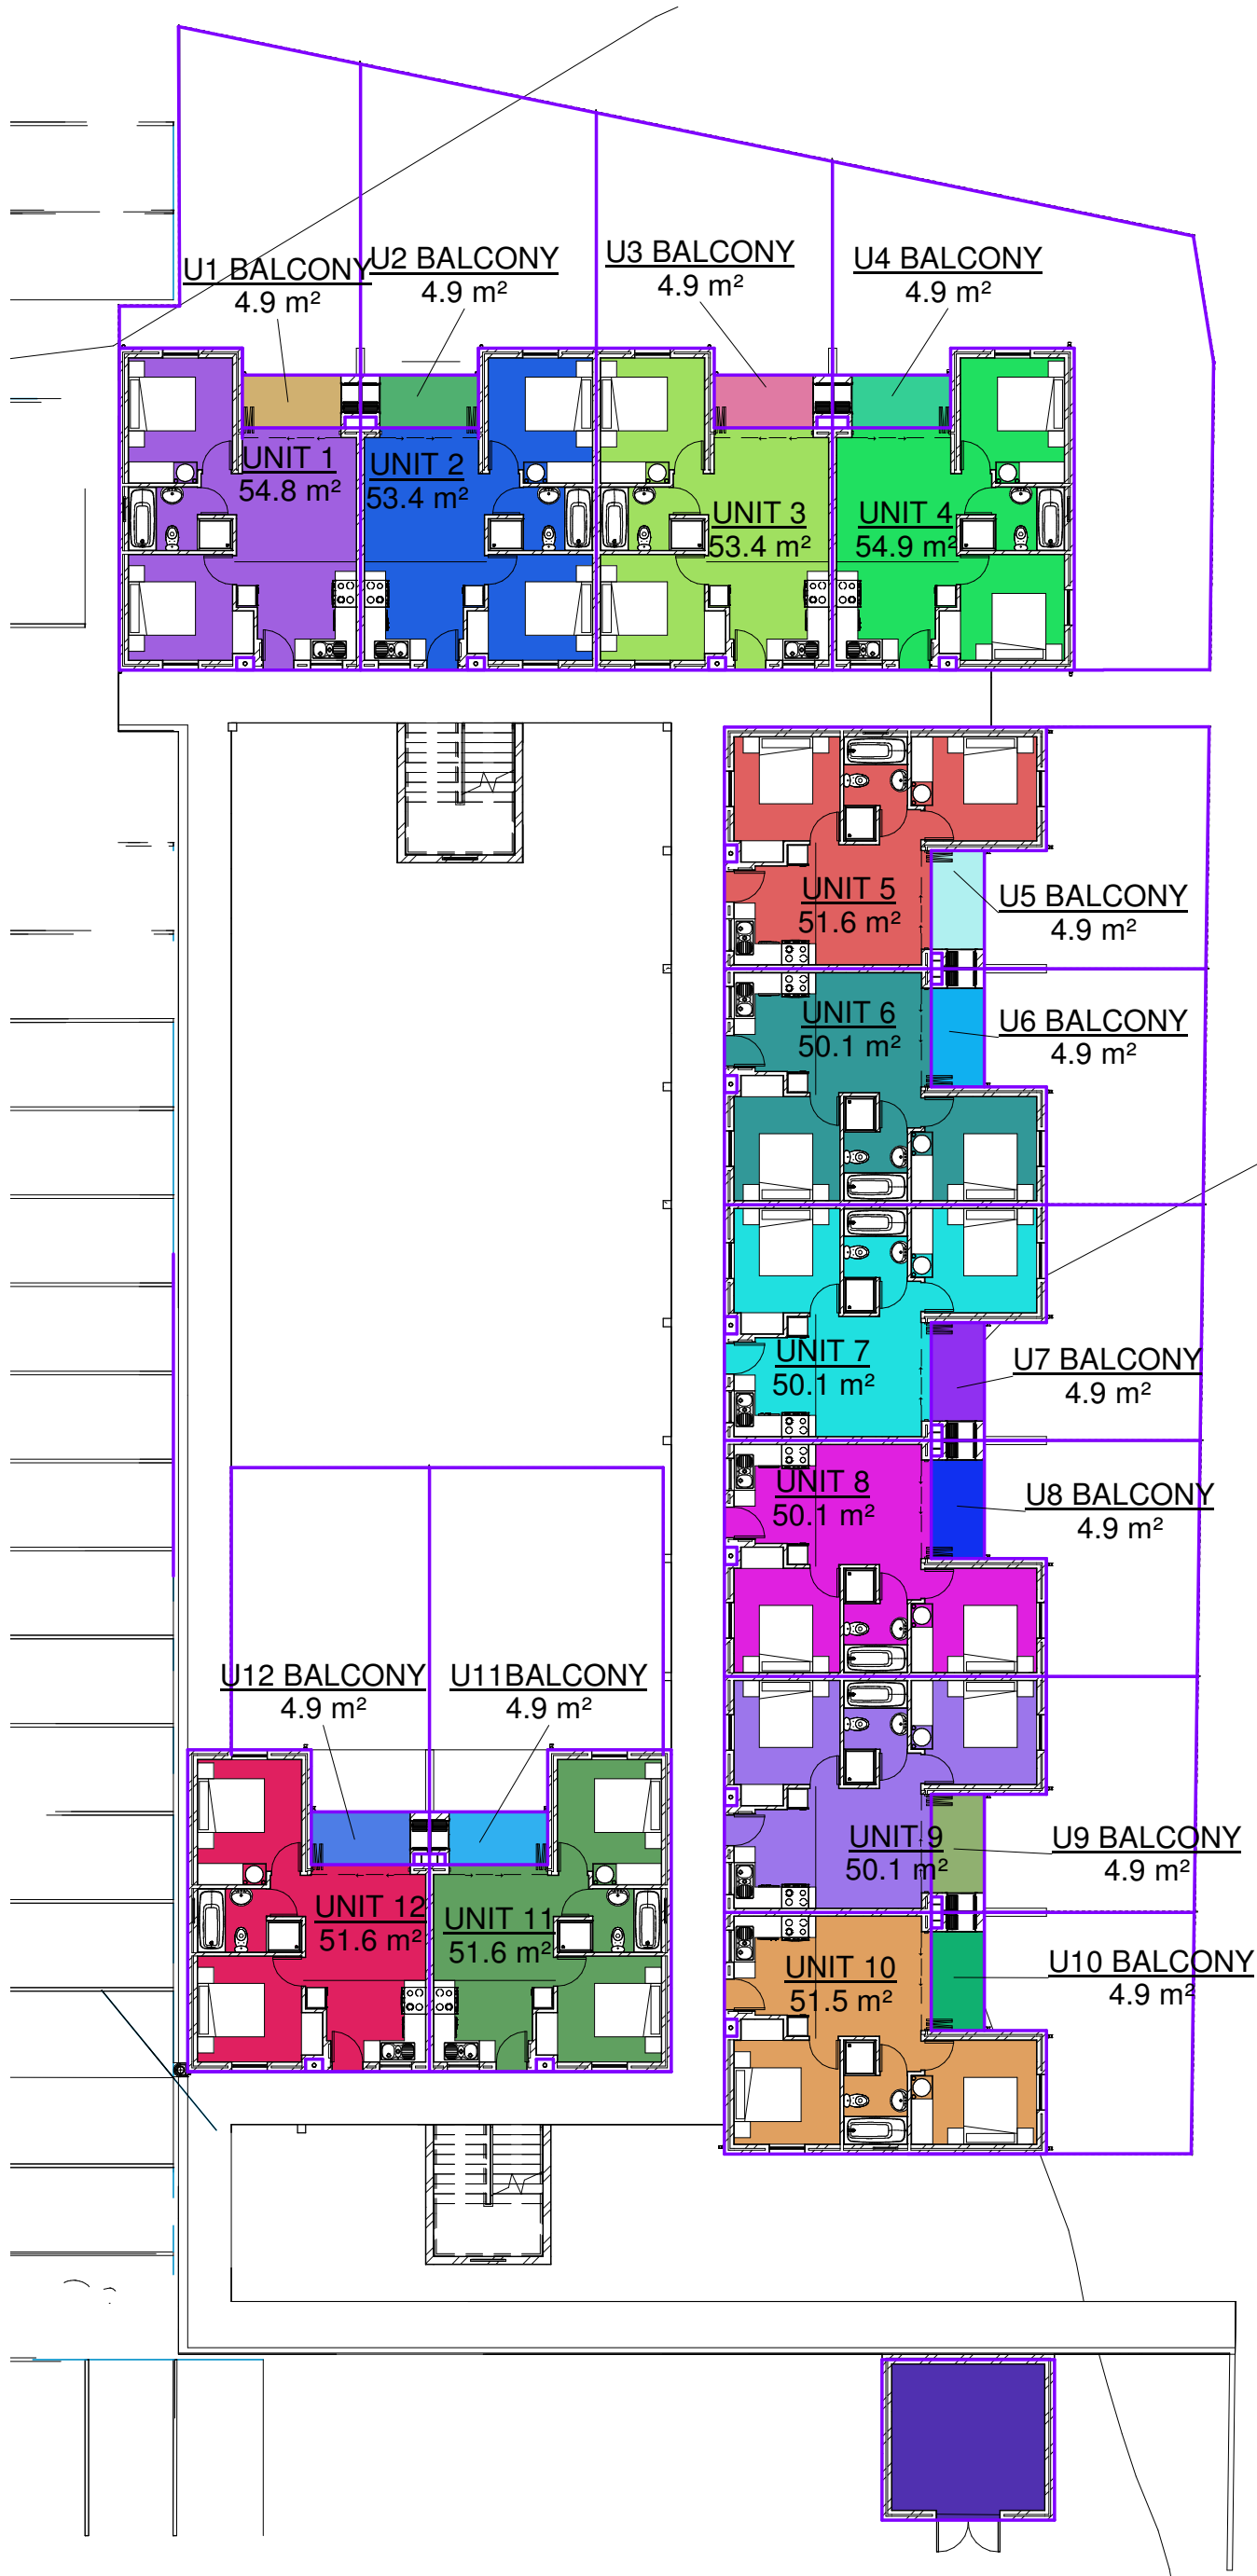 U1 BALCONY
4.9 m²
U2 BALCONY
4.9 m²
U3 BALCONY
4.9 m²
U4 BALCONY
4.9 m²
UNIT 1
54.8 m²
UNIT 2
53.4 m²
UNIT 3
53.4 m²
UNIT 4
54.9 m²
UNIT 5
51.6 m²
U5 BALCONY
4.9 m²
UNIT 6
50.1 m²
U6 BALCONY
4.9 m²
UNIT 7
50.1 m²
U7 BALCONY
4.9 m²
UNIT 8
50.1 m²
U8 BALCONY
4.9 m²
U12 BALCONY
4.9 m²
U11BALCONY
4.9 m²
UNIT 9
50.1 m²
U9 BALCONY
4.9 m²
UNIT 12
51.6 m²
UNIT 11
51.6 m²
UNIT 10
51.5 m²
U10 BALCONY
4.9 m²